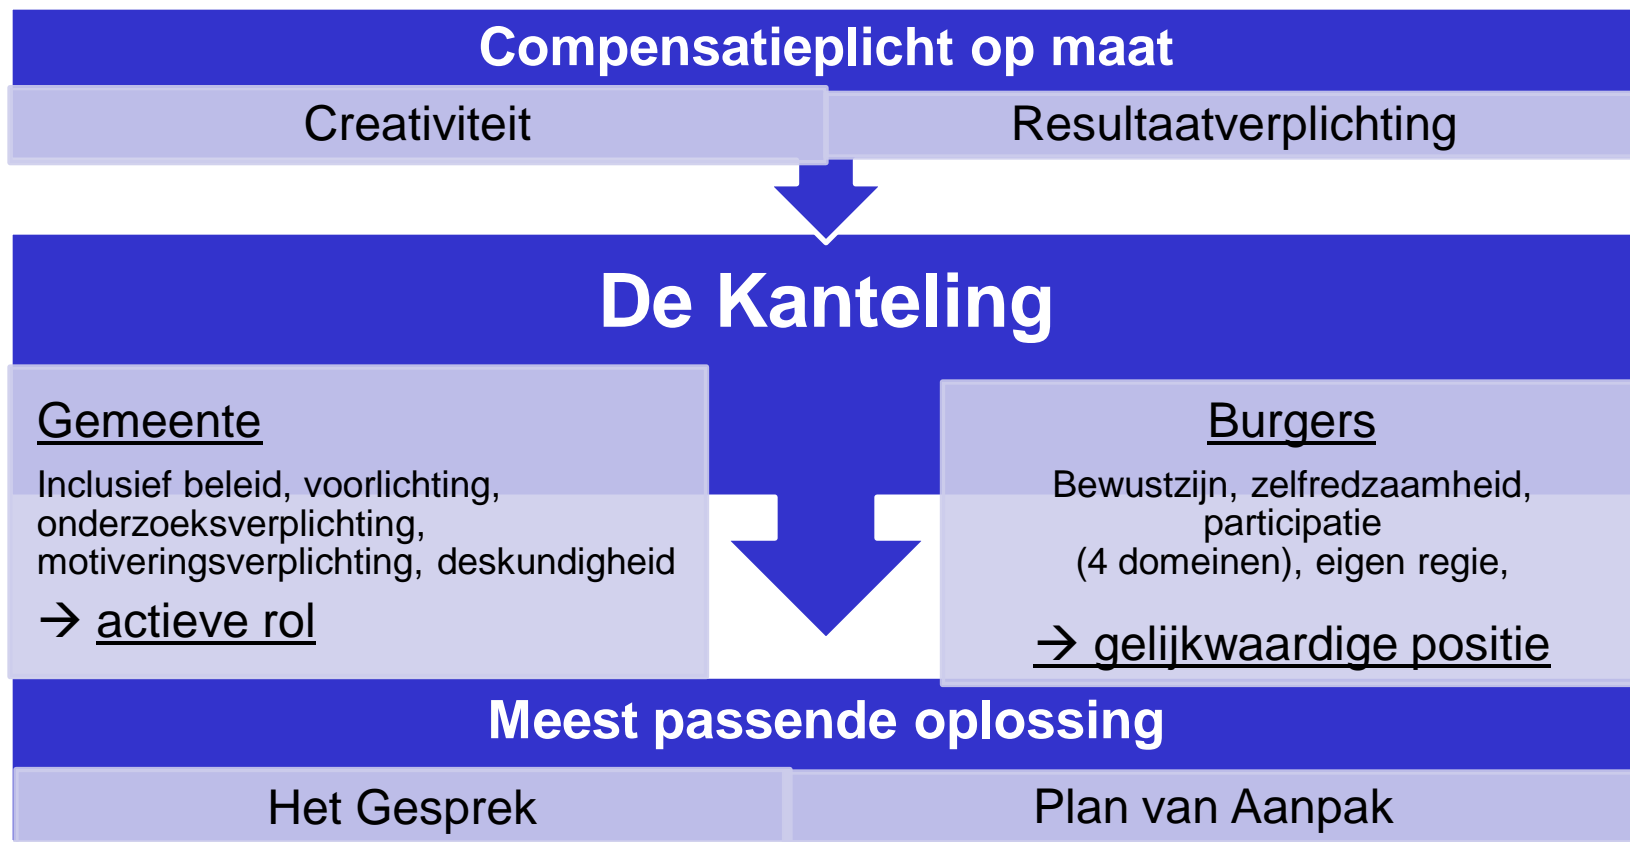 Compensatieplicht op maat
Creativiteit
Resultaatverplichting
De Kanteling
Gemeente
Inclusief beleid, voorlichting,
onderzoeksverplichting,
motiveringsverplichting, deskundigheid
→ actieve rol
Burgers
Bewustzijn, zelfredzaamheid,
participatie
(4 domeinen), eigen regie,
→ gelijkwaardige positie
Meest passende oplossing
Het Gesprek
Plan van Aanpak